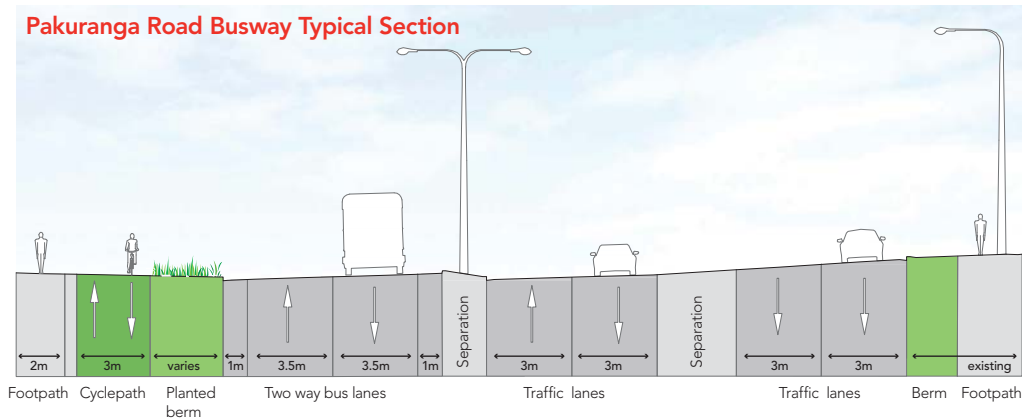 Pakuranga Road Busway Typical Section
Separation
Separation
2m 3m varies 1m 3.5m 3.5m 1m 3m 3m 3m 3m existing
Footpath Cyclepath Planted berm Two way bus lanes Traffic lanes Traffic lanes Berm Footpath